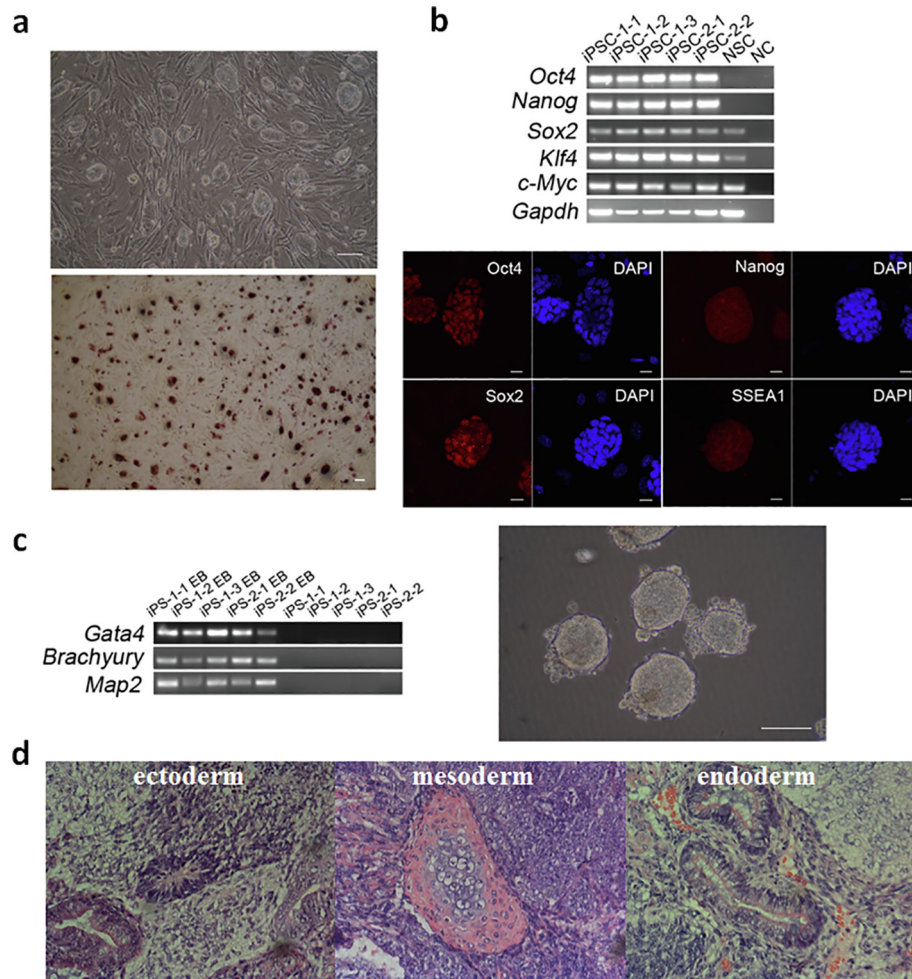 a
b
iPSC-1-1
iPSC-1-2
iPSC-1-3
iPSC-2-1
iPSC-2-2
NSC
NC
Oct4
Nanog
Sox2
Klf4
c-Myc
Gapdh
Oct4
DAPI
Nanog
DAPI
Sox2
DAPI
SSEA1
DAPI
c
iPS-1-1 EB
iPS-1-2 EB
iPS-1-3 EB
iPS-2-1 EB
iPS-2-2 EB
iPS-1-1
iPS-1-2
iPS-1-3
iPS-2-1
iPS-2-2
Gata4
Brachyury
Map2
d
ectoderm
mesoderm
endoderm